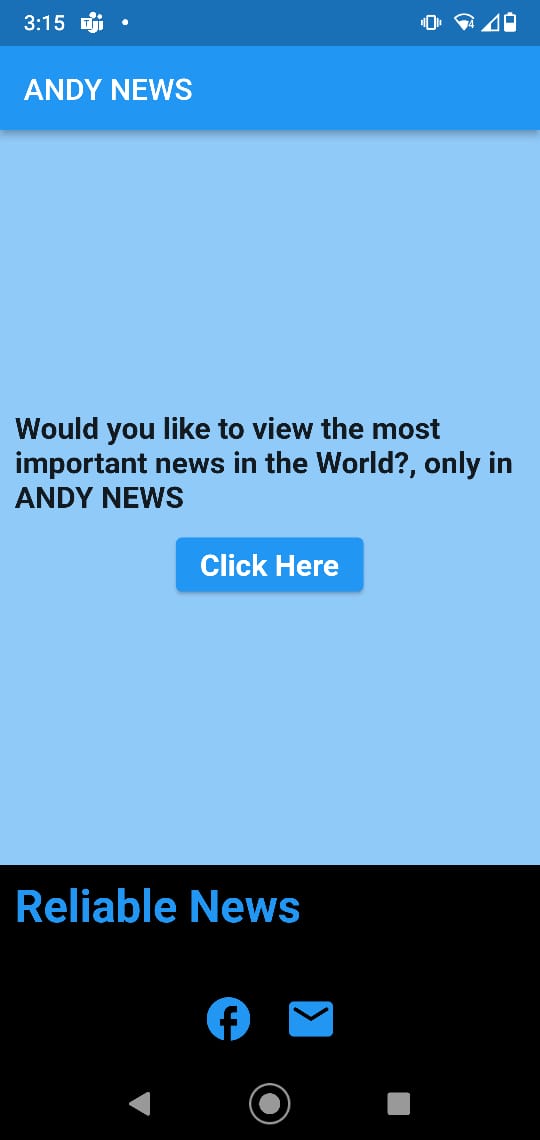 3:15
ANDY NEWS
Would you like to view the most
important news in the World?, only in
ANDY NEWS
Click Here
Reliable News